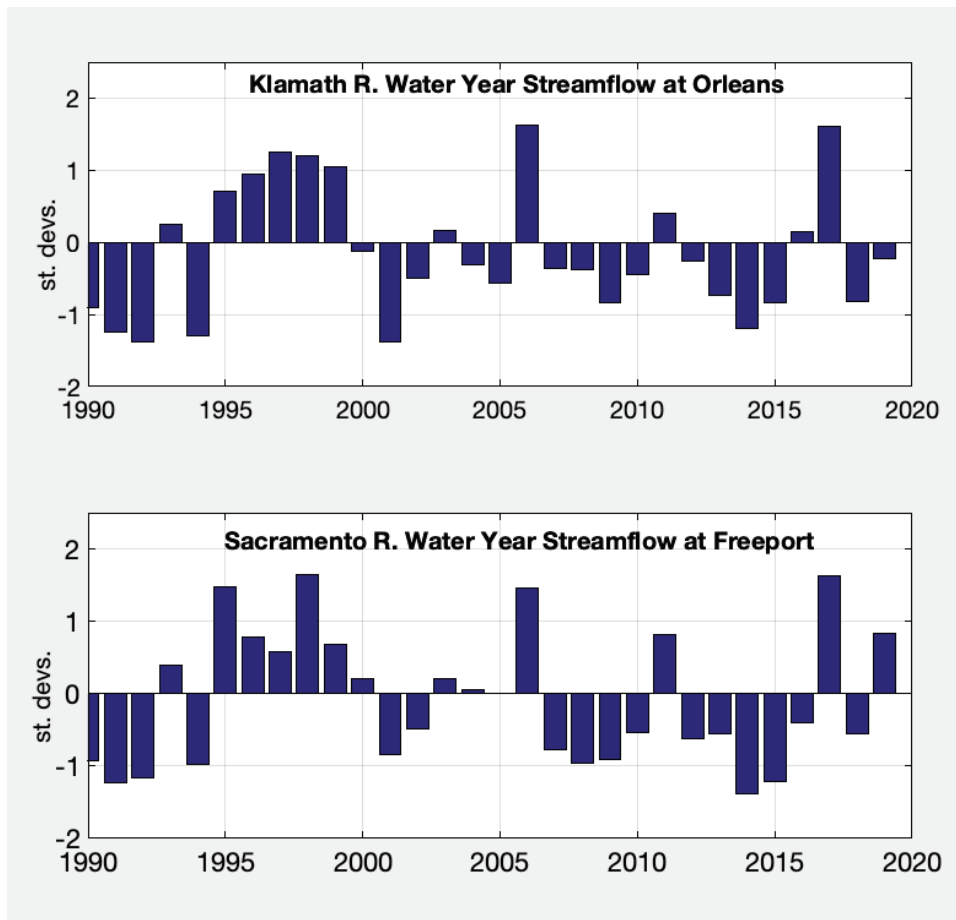 Klamath R. Water Year Streamflow at Orleans
2
1
0
-1
-2
st. devs.
1990 1995 2000 2005 2010 2015 2020
Sacramento R. Water Year Streamflow at Freeport
2
1
0
-1
-2
st. devs.
1990 1995 2000 2005 2010 2015 2020